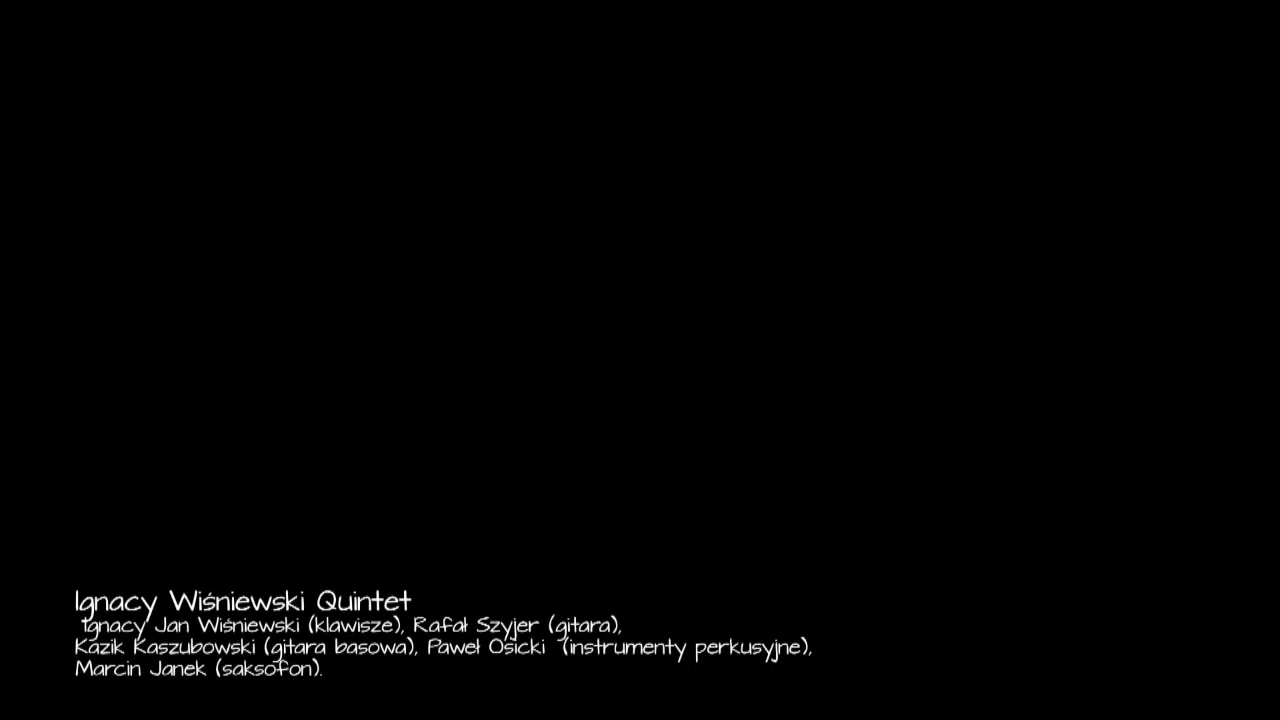 Ignacy Wiśniewski Quintet
Ignacy Jan Wiśniewski (klawisze), Rafał Szyjer (gitara),
Kazik Kaszubowski (gitara basowa), Paweł Osicki (instrumenty perkusyjne),
Marcin Janek (saksofon).